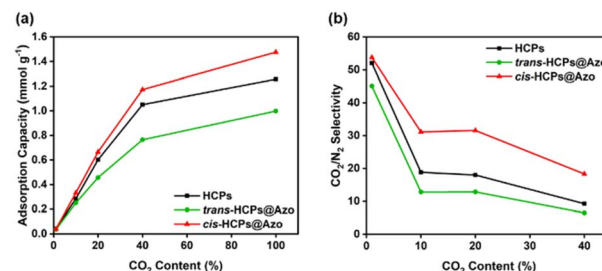 (a)
Adsorption Capacity (mmol g⁻¹)
1.6
1.4
1.2
1.0
0.8
0.6
0.4
0.2
0.0
HCPs
trans-HCPs@Azo
cis-HCPs@Azo
0 20 40 60 80 100
CO₂ Content (%)
(b)
CO₂/N₂ Selectivity
60
50
40
30
20
10
0
HCPs
trans-HCPs@Azo
cis-HCPs@Azo
0 10 20 30 40
CO₂ Content (%)